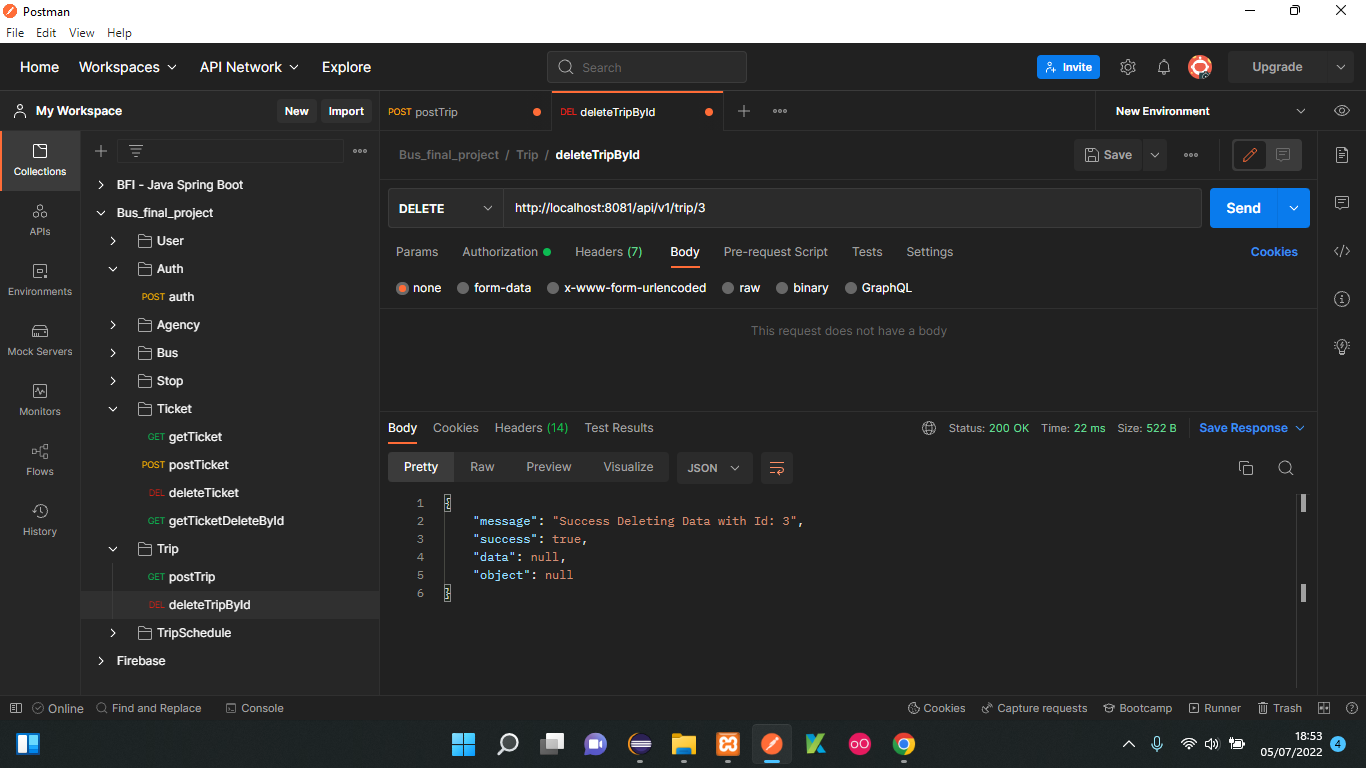 Postman
File Edit View Help
Home Workspaces API Network Explore Search Invite Upgrade
My Workspace New Import POST postTrip DEL deleteTripById New Environment
Collections
APIs
Environments
Mock Servers
Monitors
Flows
History
BFI - Java Spring Boot
Bus_final_project
User
Auth
POST auth
Agency
Bus
Stop
Ticket
GET getTicket
POST postTicket
DEL deleteTicket
GET getTicketDeleteById
Trip
GET postTrip
DEL deleteTripById
TripSchedule
Firebase
Bus_final_project / Trip / deleteTripById Save
DELETE http://localhost:8081/api/v1/trip/3 Send
Params Authorization Headers (7) Body Pre-request Script Tests Settings Cookies
none form-data x-www-form-urlencoded raw binary GraphQL
This request does not have a body
Body Cookies Headers (14) Test Results Status: 200 OK Time: 22 ms Size: 522 B Save Response
Pretty Raw Preview Visualize JSON
1 {
2 "message": "Success Deleting Data with Id: 3",
3 "success": true,
4 "data": null,
5 "object": null
6 }
Online Find and Replace Console Cookies Capture requests Bootcamp Runner Trash
18:53
05/07/2022 4